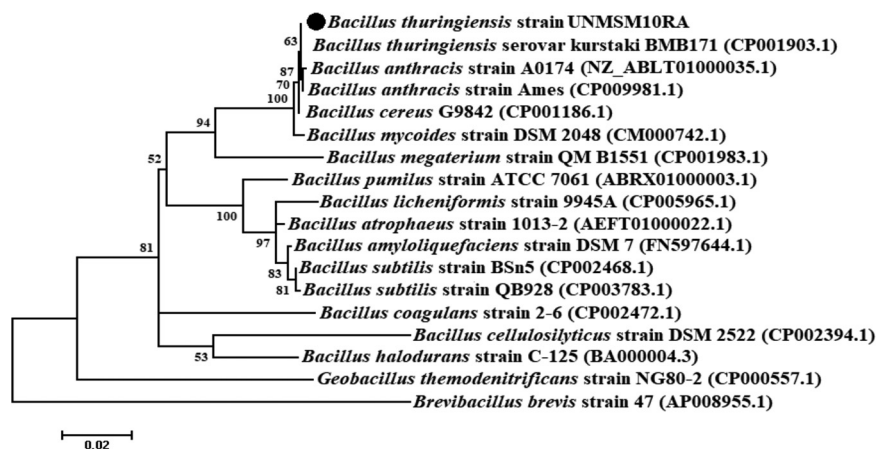 Bacillus thuringiensis strain UNMSM10RA
63
Bacillus thuringiensis serovar kurstaki BMB171 (CP001903.1)
87
Bacillus anthracis strain A0174 (NZ_ABLT01000035.1)
70
Bacillus anthracis strain Ames (CP009981.1)
100
Bacillus cereus G9842 (CP001186.1)
94
Bacillus mycoides strain DSM 2048 (CM000742.1)
52
Bacillus megaterium strain QM B1551 (CP001983.1)
Bacillus pumilus strain ATCC 7061 (ABRX01000003.1)
100
Bacillus licheniformis strain 9945A (CP005965.1)
Bacillus atrophaeus strain 1013-2 (AEFT01000022.1)
97
81
Bacillus amyloliquefaciens strain DSM 7 (FN597644.1)
83
Bacillus subtilis strain BSn5 (CP002468.1)
81
Bacillus subtilis strain QB928 (CP003783.1)
Bacillus coagulans strain 2-6 (CP002472.1)
Bacillus cellulosilyticus strain DSM 2522 (CP002394.1)
53
Bacillus halodurans strain C-125 (BA000004.3)
Geobacillus themodenitrificans strain NG80-2 (CP000557.1)
Brevibacillus brevis strain 47 (AP008955.1)
0.02